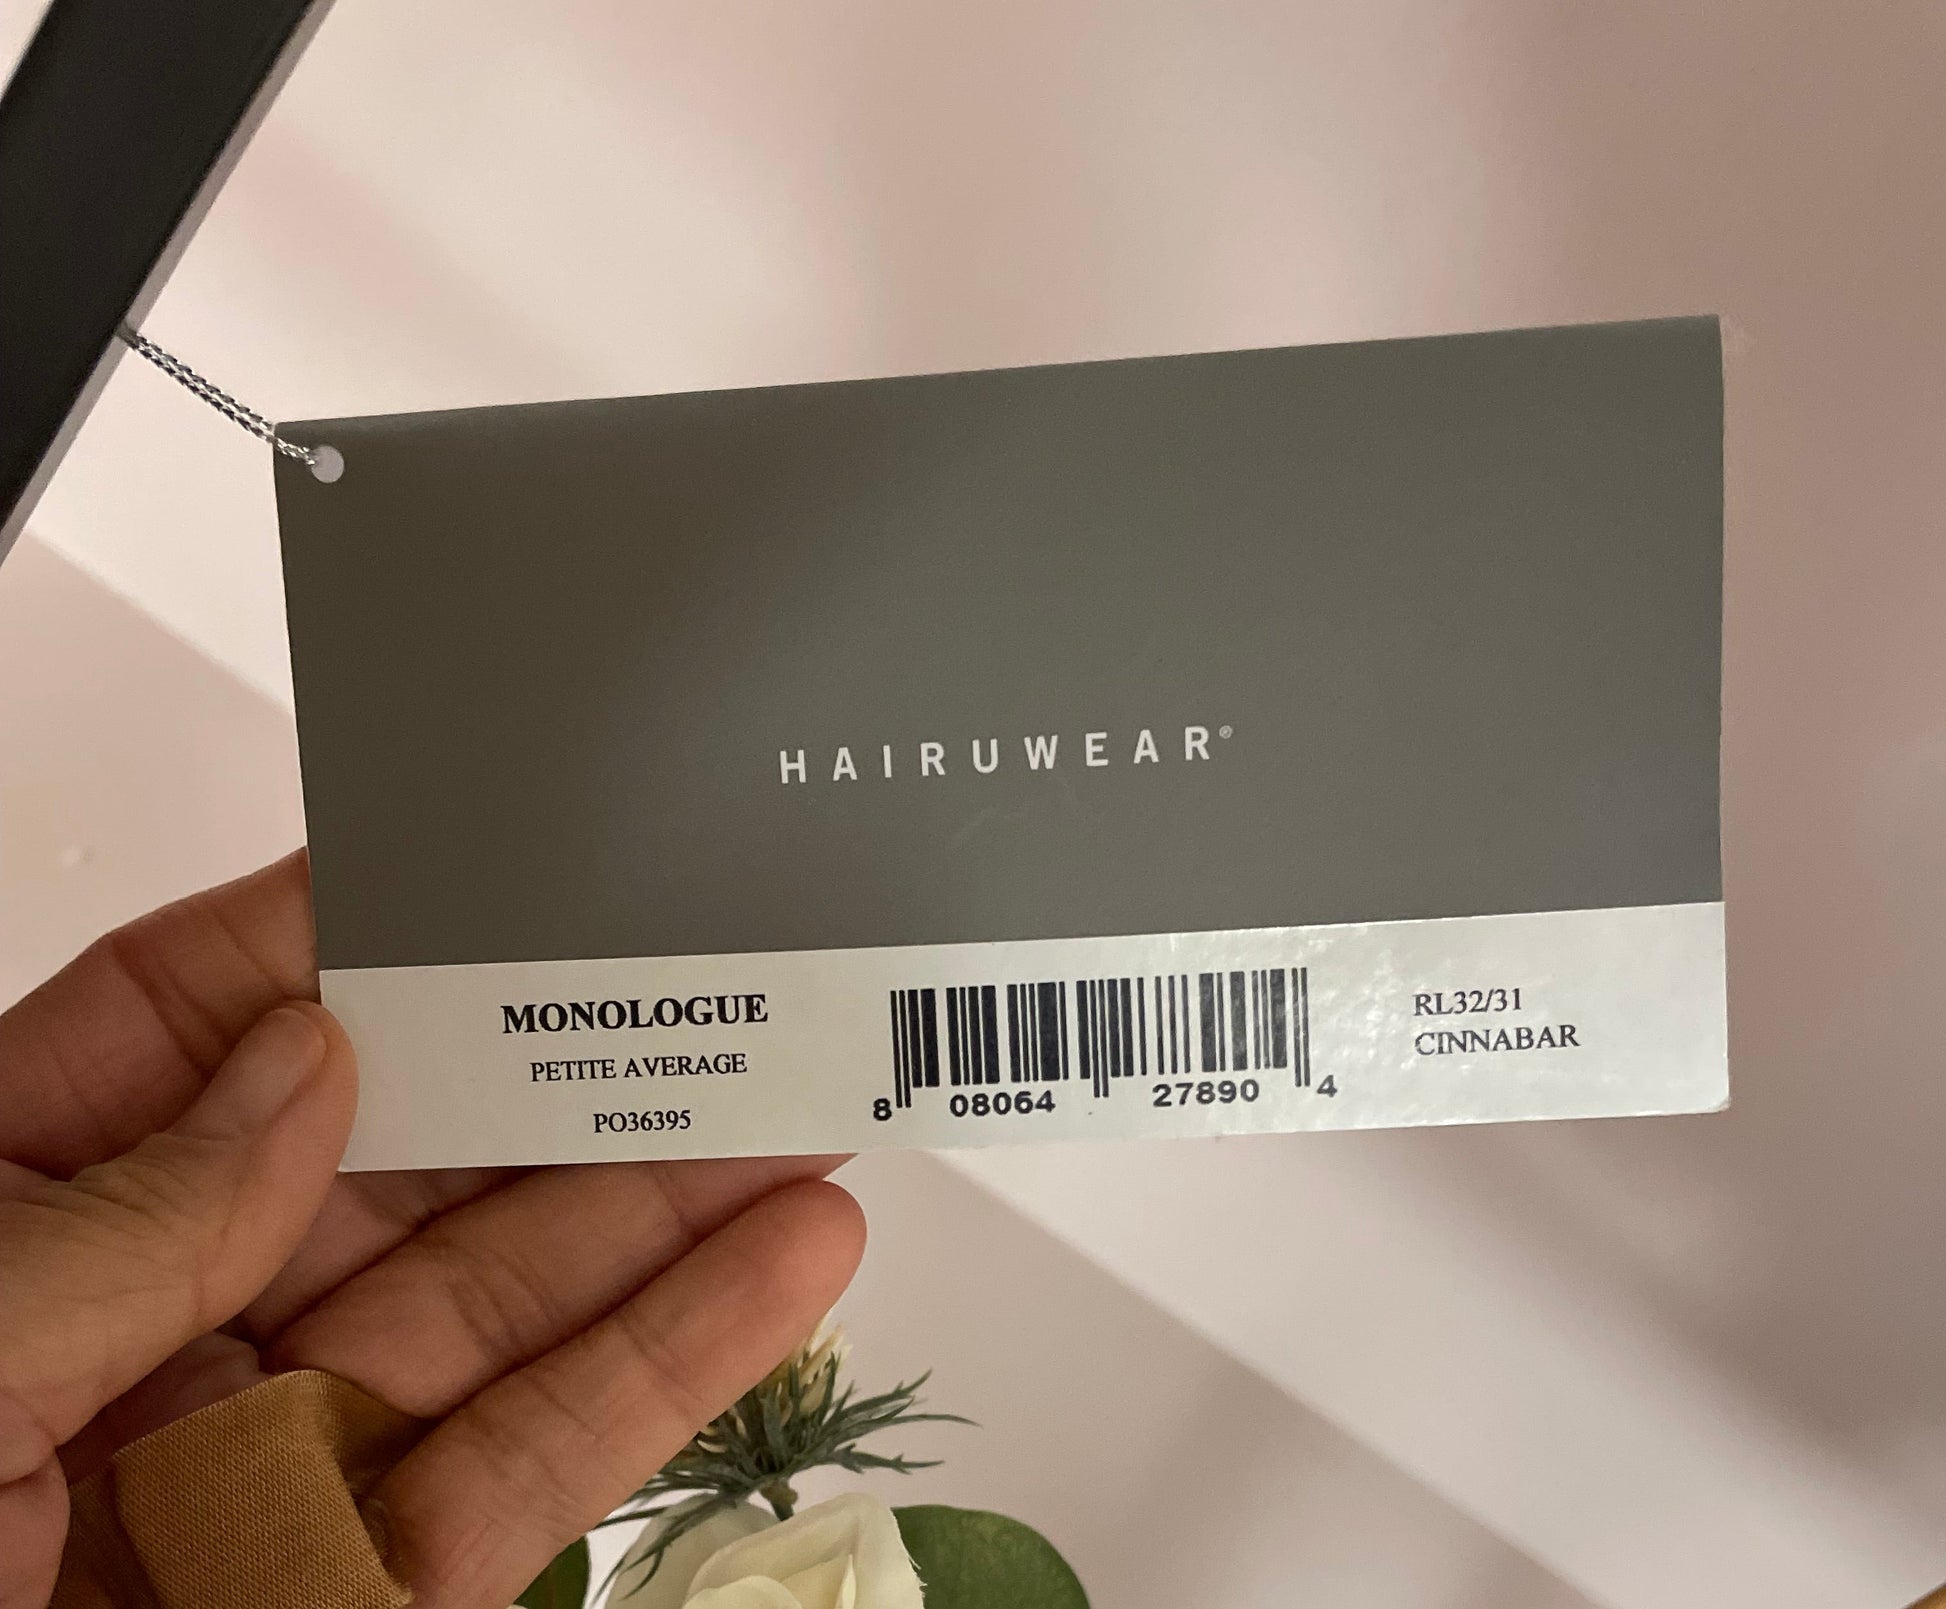 HAIRUWEAR®
MONOLOGUE
PETITE AVERAGE
PO36395
8 08064 27890 4
RL32/31
CINNABAR